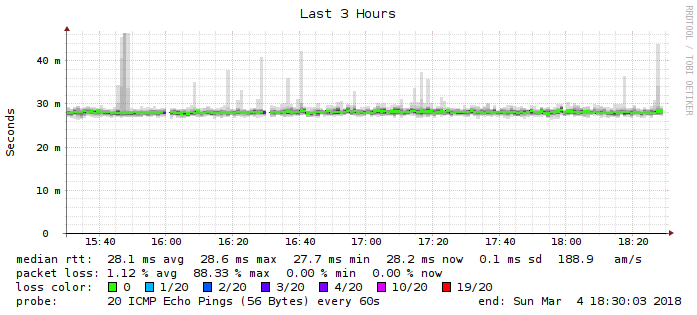 Last 3 Hours
RRDTOOL / TOBI OETIKER
Seconds
40 m
30 m
20 m
10 m
0
15:40 16:00 16:20 16:40 17:00 17:20 17:40 18:00 18:20
median rtt: 28.1 ms avg 28.6 ms max 27.7 ms min 28.2 ms now 0.1 ms sd 188.9 am/s
packet loss: 1.12 % avg 88.33 % max 0.00 % min 0.00 % now
loss color: 0 1/20 2/20 3/20 4/20 10/20 19/20
probe: 20 ICMP Echo Pings (56 Bytes) every 60s end: Sun Mar 4 18:30:03 2018